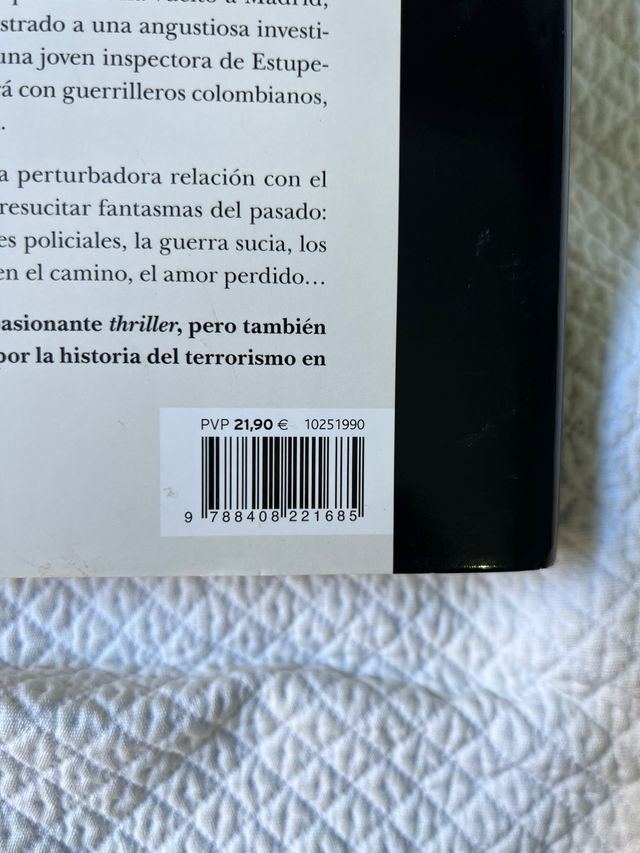 vuelto a Madrid,
strado a una angustiosa investi-
una joven inspectora de Estupe-
rá con guerrilleros colombianos,
.
a perturbadora relación con el
resucitar fantasmas del pasado:
es policiales, la guerra sucia, los
en el camino, el amor perdido…
asionante thriller, pero también
por la historia del terrorismo en
PVP 21,90 € 10251990
9 788408 221685